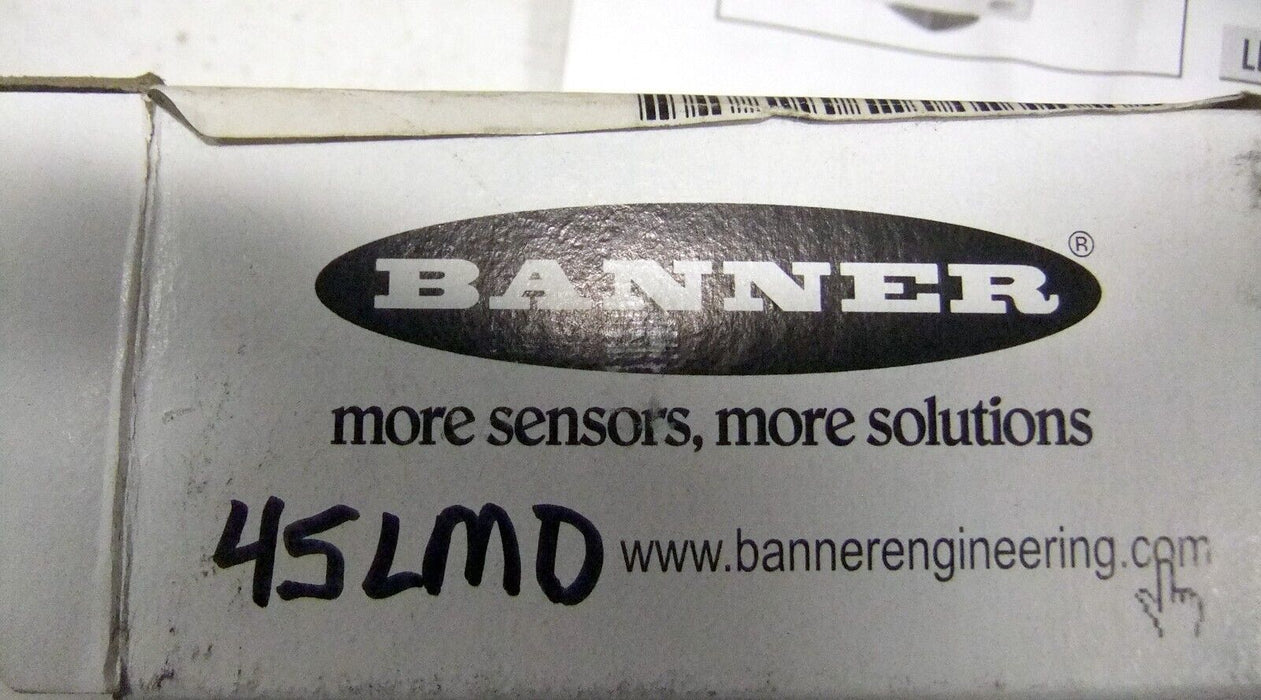 BANNER®
more sensors, more solutions
45LMD www.bannerengineering.com